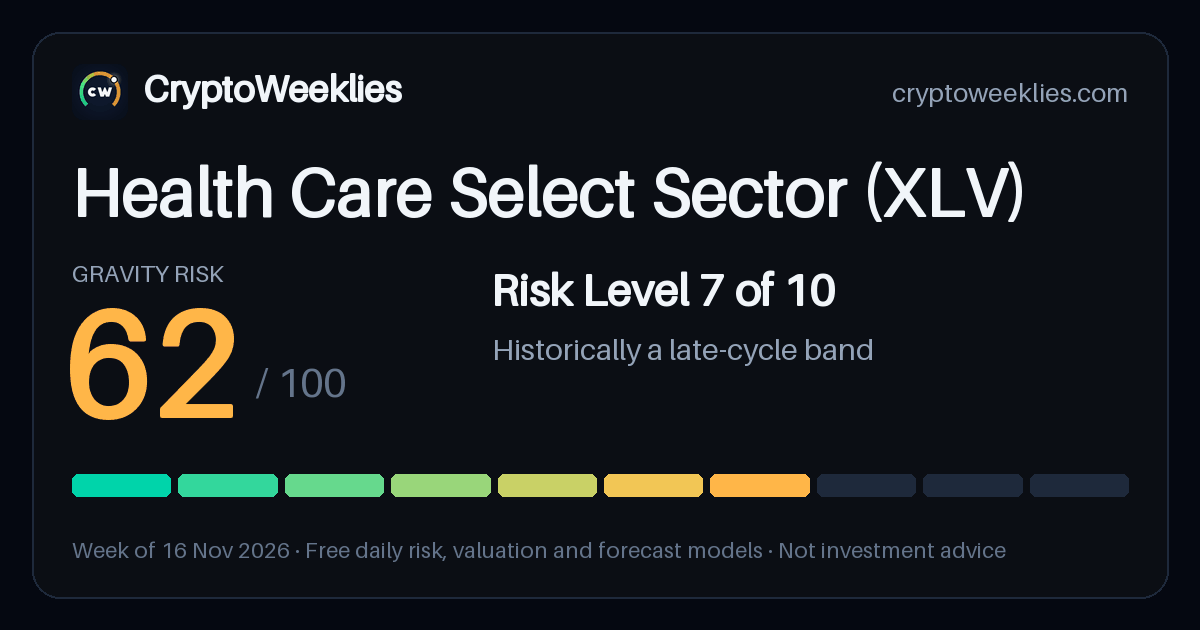 CW
CryptoWeeklies
cryptoweeklies.com
Health Care Select Sector (XLV)
GRAVITY RISK
62 / 100
Risk Level 7 of 10
Historically a late-cycle band
Week of 16 Nov 2026 · Free daily risk, valuation and forecast models · Not investment advice